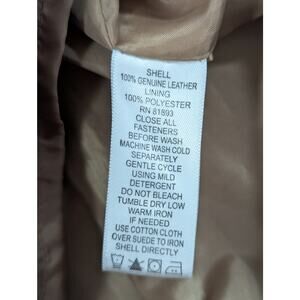 SHELL
100% GENUINE LEATHER
LINING
100% POLYESTER
RN 81893
CLOSE ALL
FASTENERS
BEFORE WASH
MACHINE WASH COLD
SEPARATELY
GENTLE CYCLE
USING MILD
DETERGENT
DO NOT BLEACH
TUMBLE DRY LOW
WARM IRON
IF NEEDED
USE COTTON CLOTH
OVER SUEDE TO IRON
SHELL DIRECTLY